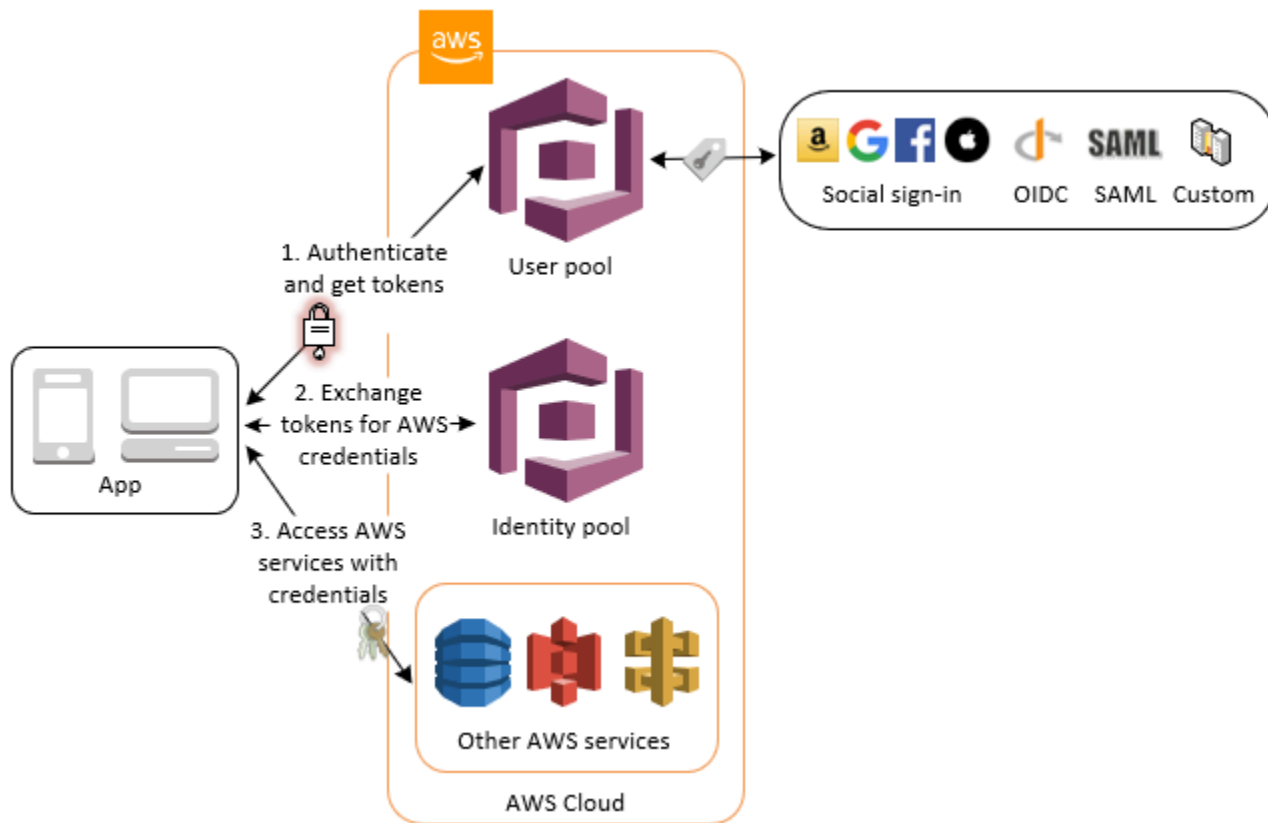 aws
Social sign-in
OIDC
SAML
SAML
Custom
1. Authenticate
and get tokens
User pool
App
2. Exchange
tokens for AWS
credentials
Identity pool
3. Access AWS
services with
credentials
Other AWS services
AWS Cloud